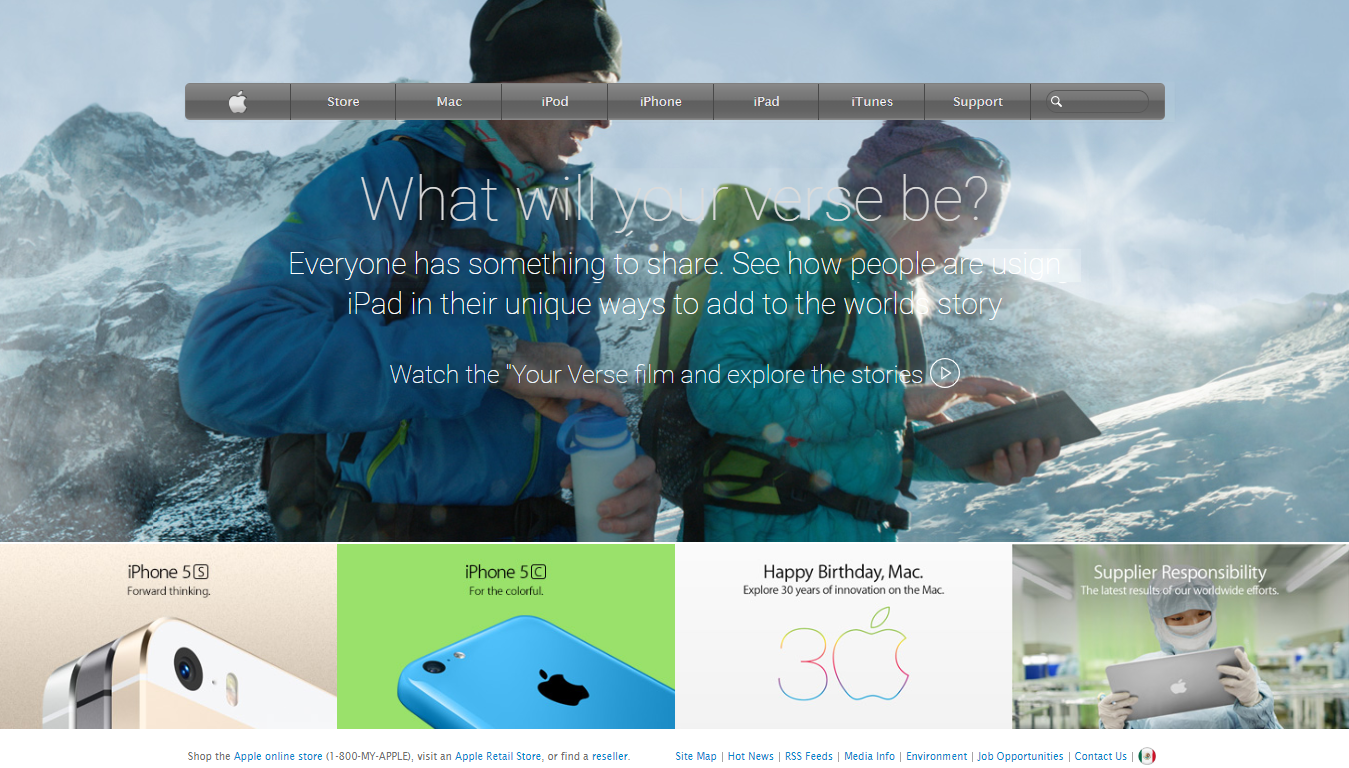 Store Mac iPod iPhone iPad iTunes Support
What will your verse be?
Everyone has something to share. See how people are usign
iPad in their unique ways to add to the worlds story
Watch the "Your Verse film and explore the stories
iPhone 5S
Forward thinking.
iPhone 5C
For the colorful.
Happy Birthday, Mac.
Explore 30 years of innovation on the Mac.
30
Supplier Responsibility
The latest results of our worldwide efforts.
Shop the Apple online store (1-800-MY-APPLE), visit an Apple Retail Store, or find a reseller.
Site Map | Hot News | RSS Feeds | Media Info | Environment | Job Opportunities | Contact Us |